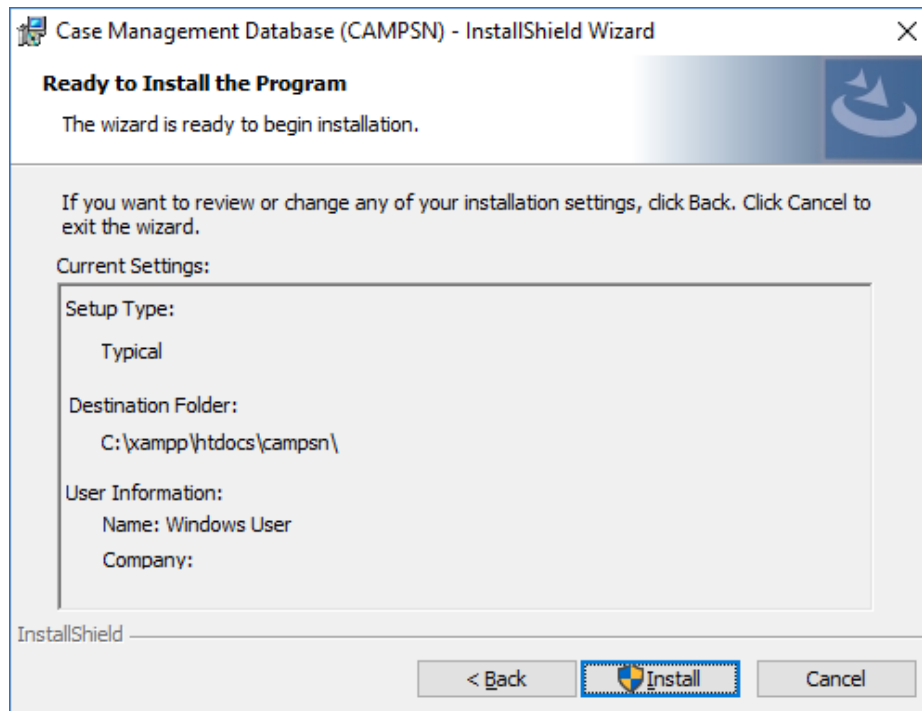 Case Management Database (CAMPSN) - InstallShield Wizard
Ready to Install the Program
The wizard is ready to begin installation.
If you want to review or change any of your installation settings, click Back. Click Cancel to
exit the wizard.
Current Settings:
Setup Type:
Typical
Destination Folder:
C:\xampp\htdocs\campsn\
User Information:
Name: Windows User
Company:
InstallShield
< Back
Install
Cancel